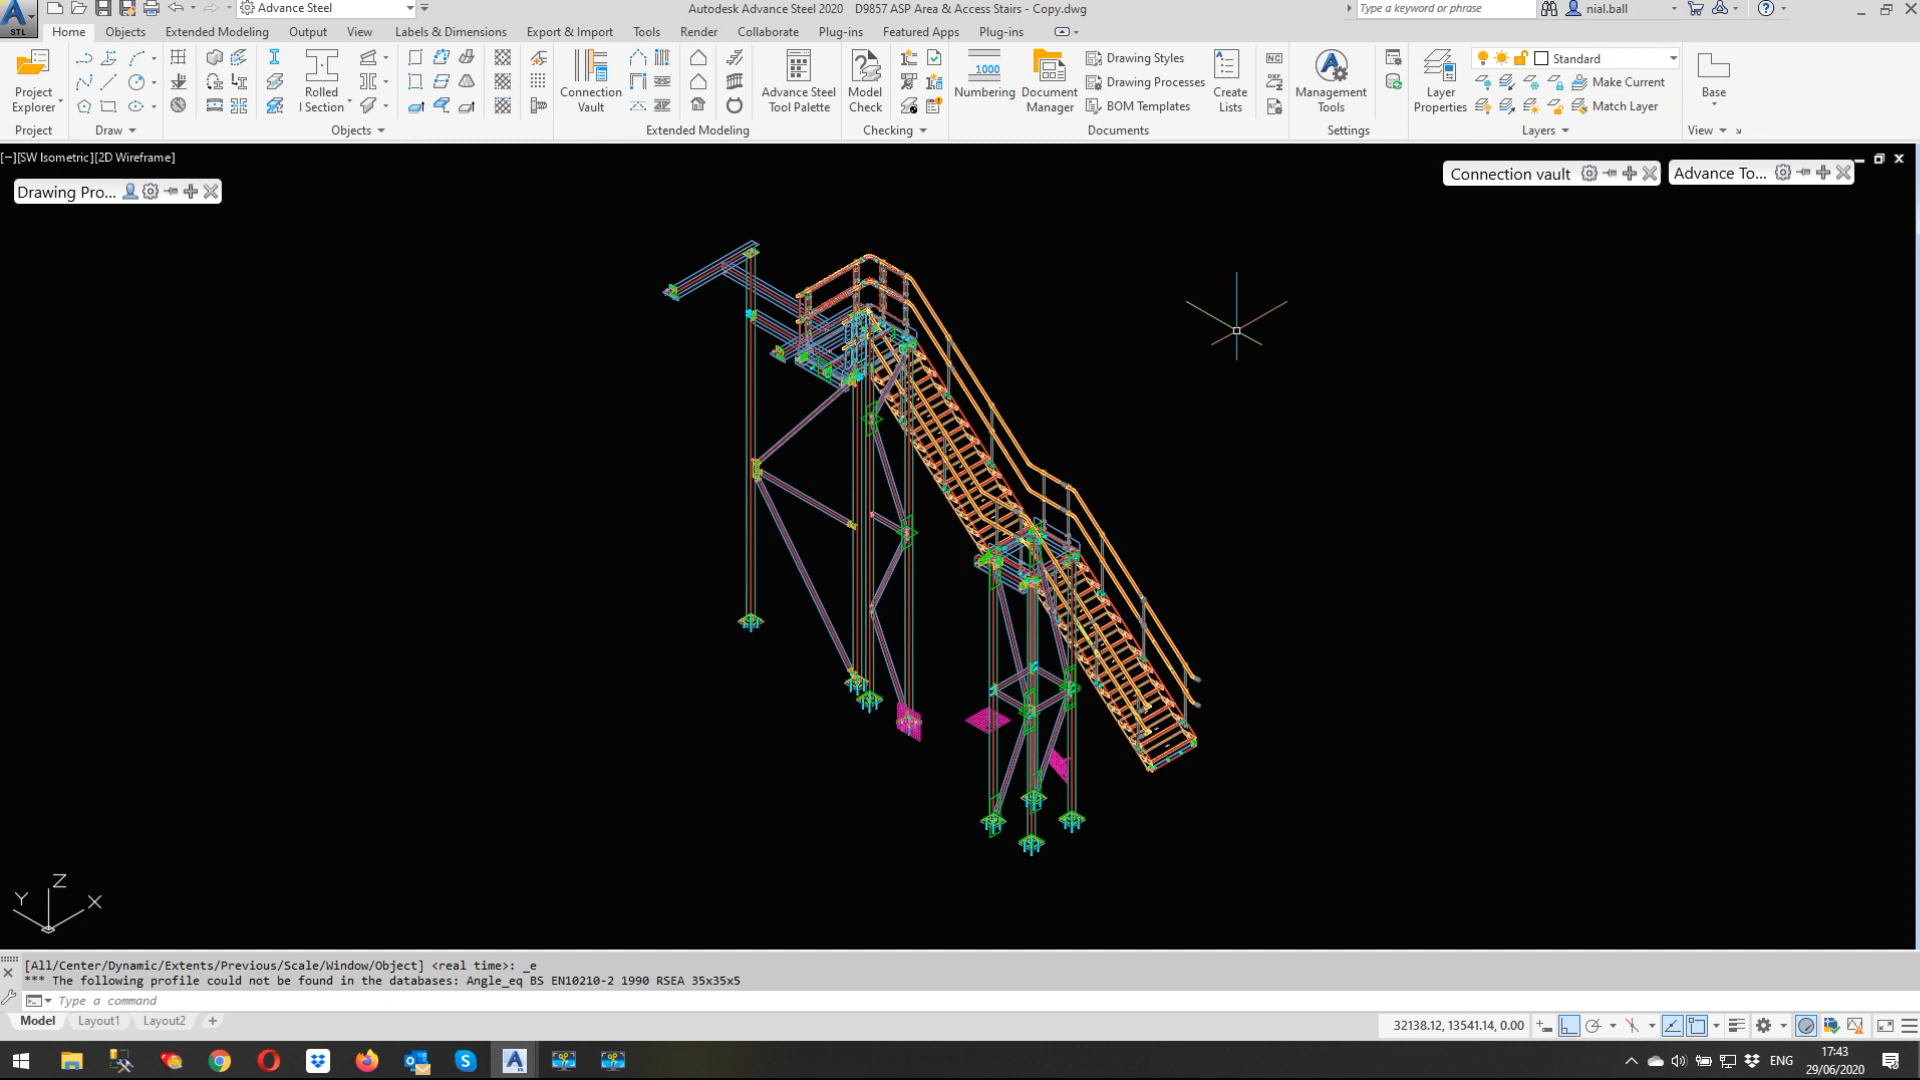 STL
Advance Steel
Autodesk Advance Steel 2020 D9857 ASP Area & Access Stairs - Copy.dwg
Type a keyword or phrase
nial.ball
Home Objects Extended Modeling Output View Labels & Dimensions Export & Import Tools Render Collaborate Plug-ins Featured Apps Plug-ins
Project Explorer
Rolled I Section
Connection Vault
Advance Steel Tool Palette
Model Check
1000
Numbering
Document Manager
Drawing Styles
Drawing Processes
BOM Templates
Create Lists
NC
DXF
Management Tools
Layer Properties
Standard
Make Current
Match Layer
Base
Project Draw Objects Extended Modeling Checking Documents Settings Layers View
[−][SW Isometric][2D Wireframe]
Drawing Pro...
Connection vault
Advance To...
Z
Y X
[All/Center/Dynamic/Extents/Previous/Scale/Window/Object] <real time>: _e
*** The following profile could not be found in the databases: Angle_eq BS EN10210-2 1990 RSEA 35x35x5
Type a command
Model Layout1 Layout2 +
32138.12, 13541.14, 0.00
ENG
17:43
29/06/2020